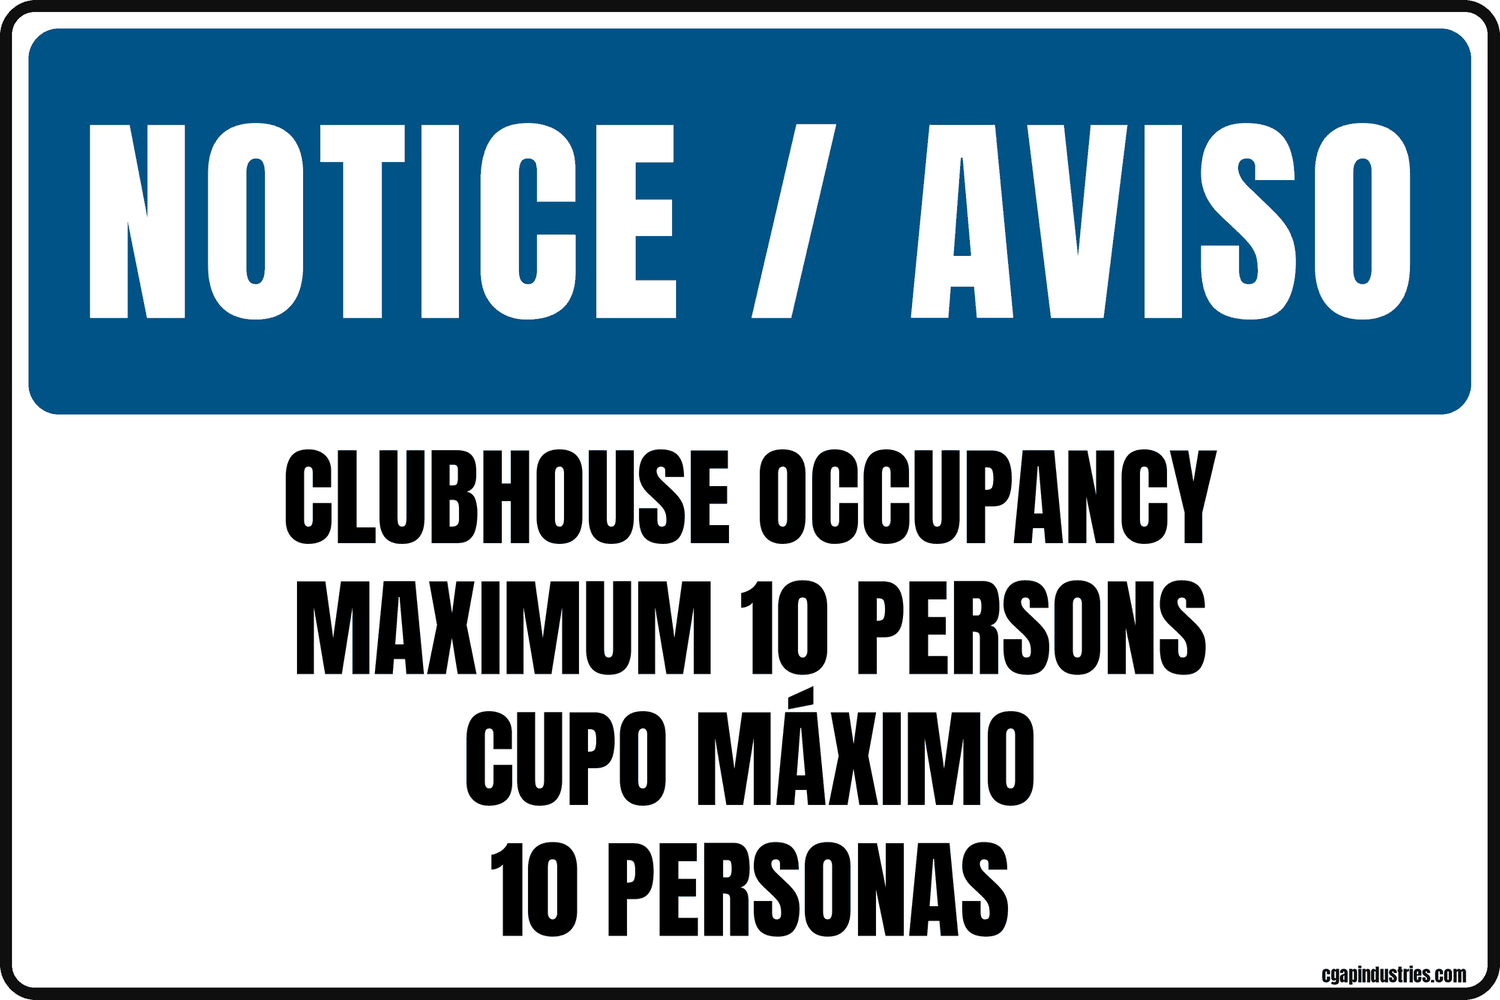 NOTICE / AVISO
CLUBHOUSE OCCUPANCY
MAXIMUM 10 PERSONS
CUPO MÁXIMO
10 PERSONAS
cgapindustries.com